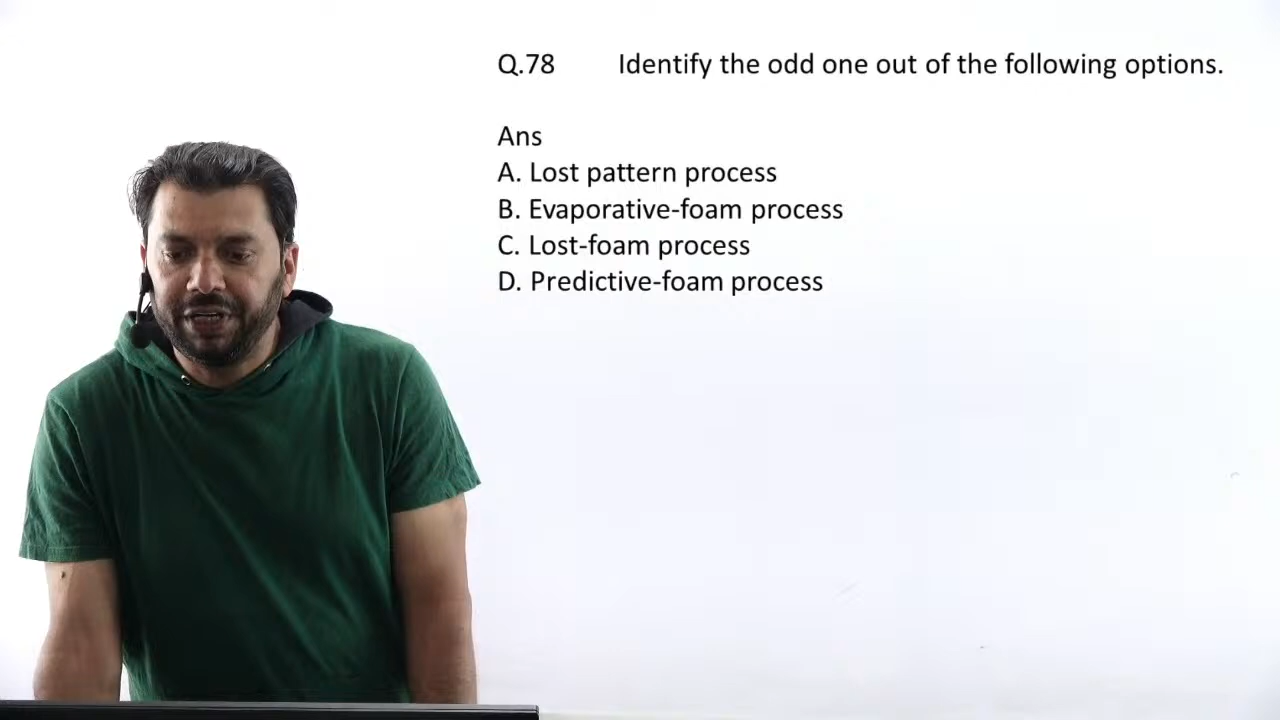 Q.78 Identify the odd one out of the following options.
Ans
A. Lost pattern process
B. Evaporative-foam process
C. Lost-foam process
D. Predictive-foam process